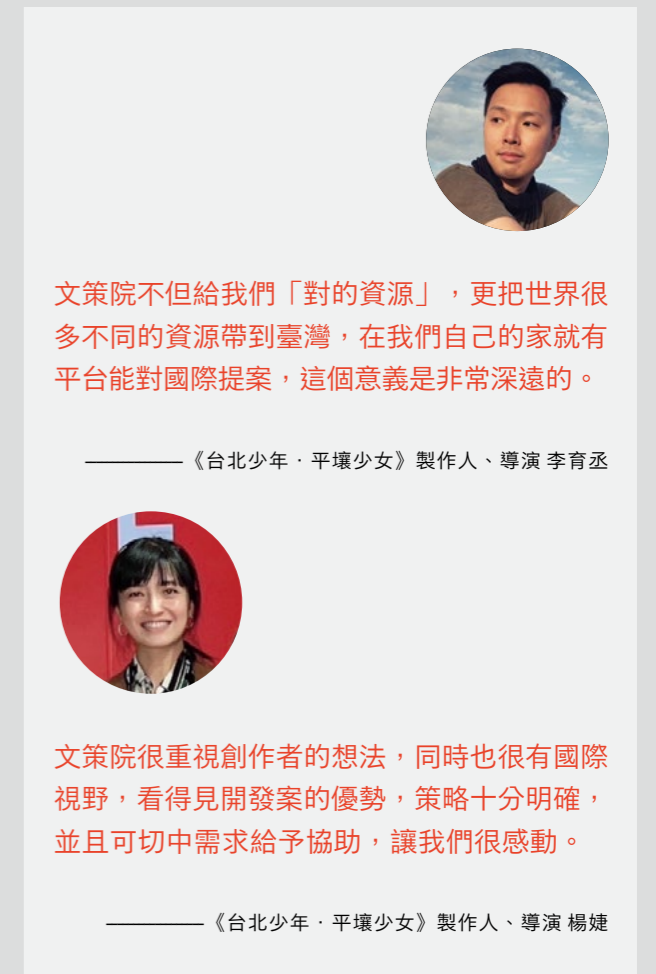 文策院不但給我們「對的資源」，更把世界很
多不同的資源帶到臺灣，在我們自己的家就有
平台能對國際提案，這個意義是非常深遠的。
————《台北少年．平壤少女》製作人、導演 李育丞
文策院很重視創作者的想法，同時也很有國際
視野，看得見開發案的優勢，策略十分明確，
並且可切中需求給予協助，讓我們很感動。
————《台北少年．平壤少女》製作人、導演 楊婕